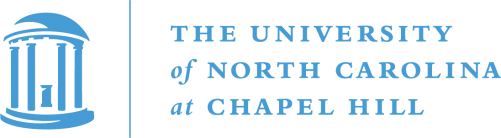 THE UNIVERSITY
of NORTH CAROLINA
at CHAPEL HILL